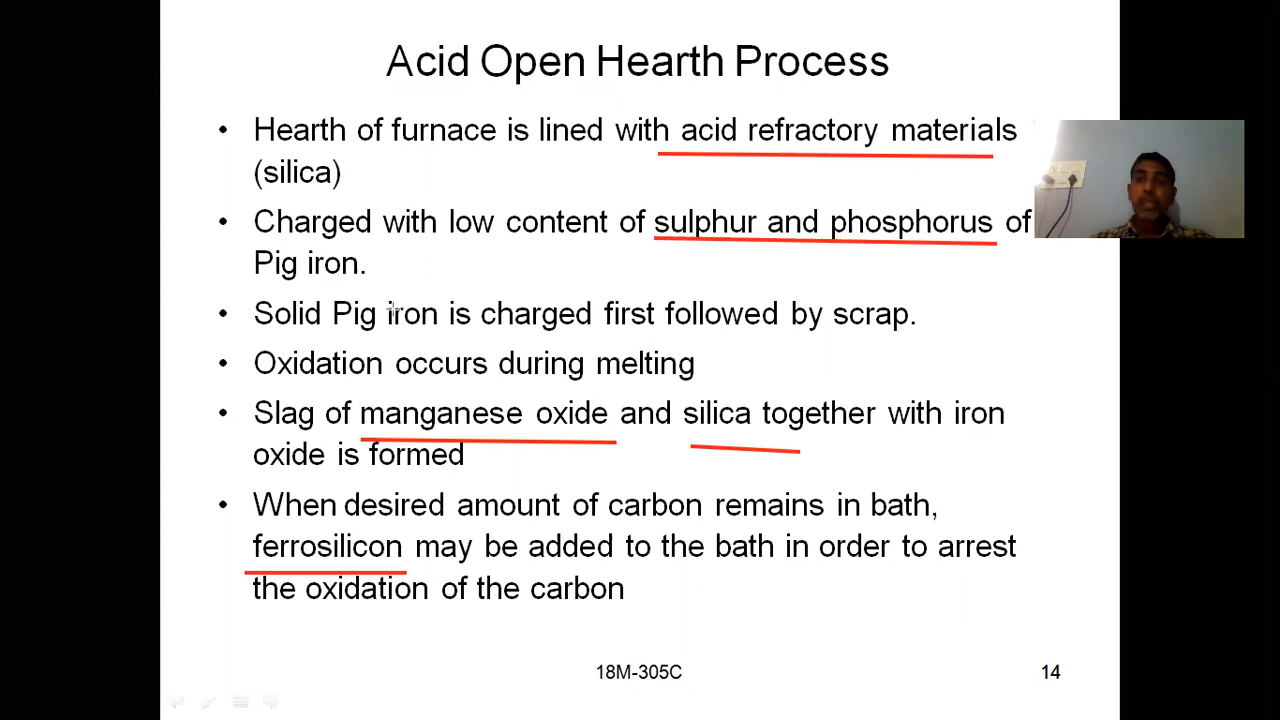 Acid Open Hearth Process
• Hearth of furnace is lined with acid refractory materials
(silica)
• Charged with low content of sulphur and phosphorus of
Pig iron.
• Solid Pig iron is charged first followed by scrap.
• Oxidation occurs during melting
• Slag of manganese oxide and silica together with iron
oxide is formed
• When desired amount of carbon remains in bath,
ferrosilicon may be added to the bath in order to arrest
the oxidation of the carbon
18M-305C
14